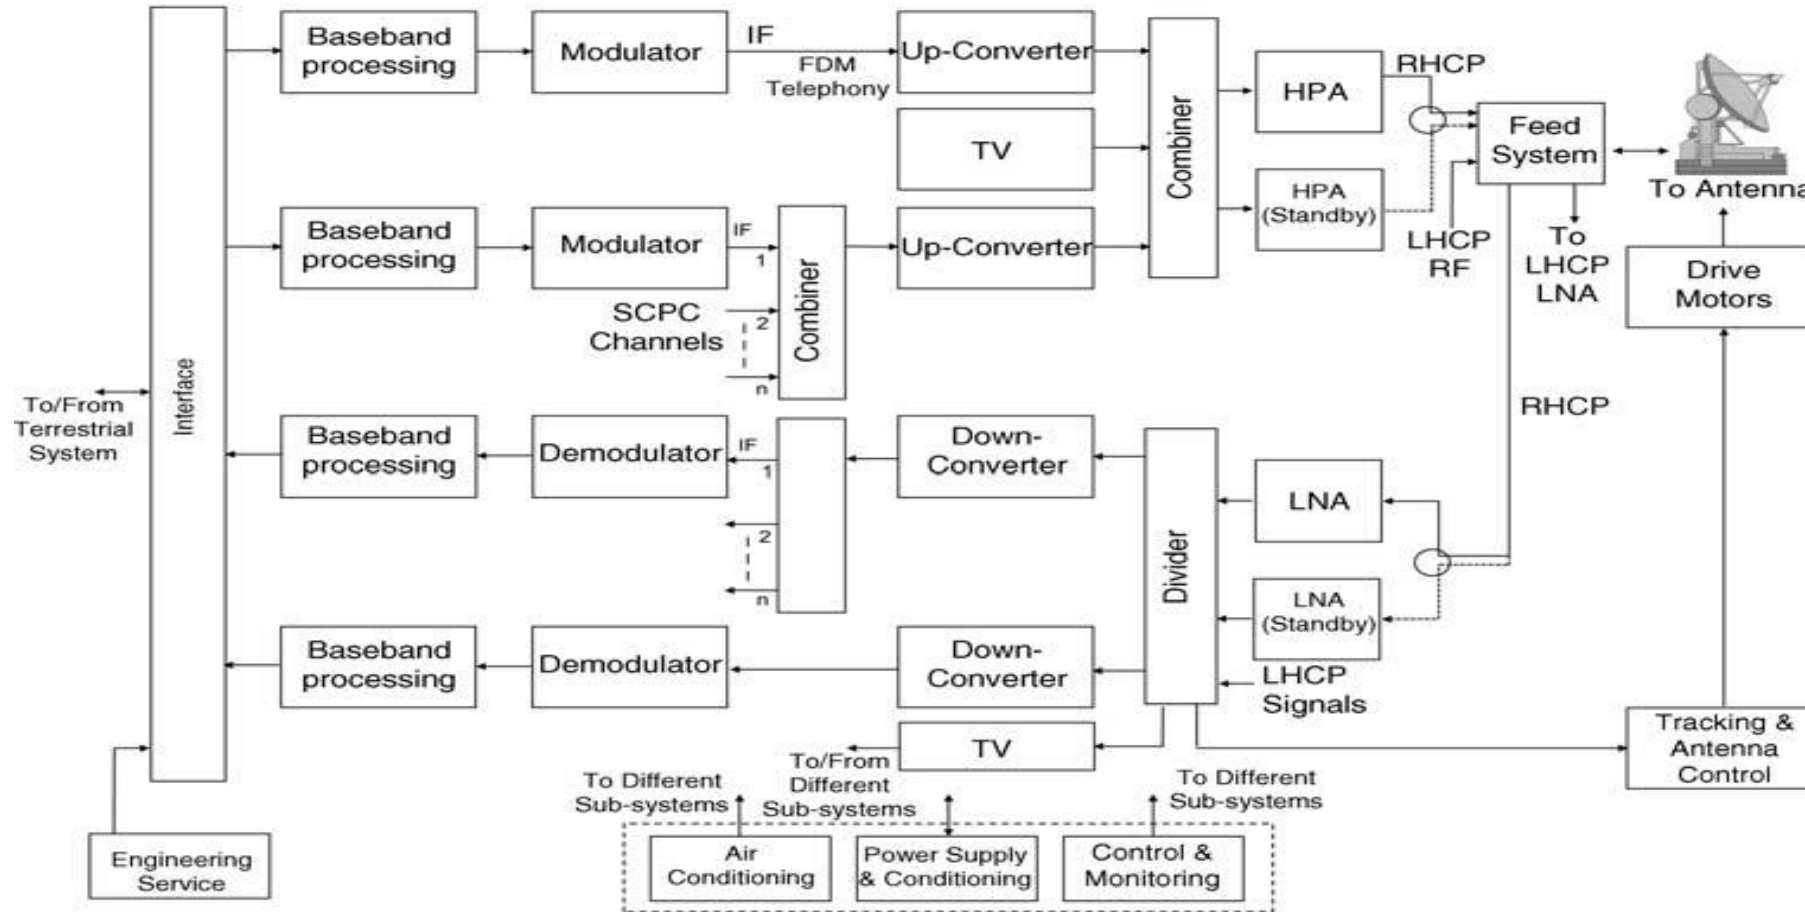 Baseband
processing
Modulator
IF
FDM
Telephony
Up-Converter
TV
Combiner
HPA
RHCP
HPA
(Standby)
Feed
System
To Antenna
LHCP
RF
To
LHCP
LNA
Drive
Motors
Baseband
processing
Modulator
IF
1
2
n
SCPC
Channels
Combiner
Up-Converter
Interface
To/From
Terrestrial
System
RHCP
Baseband
processing
Demodulator
IF
1
2
n
Down-
Converter
Divider
LNA
LNA
(Standby)
LHCP
Signals
Baseband
processing
Demodulator
Down-
Converter
TV
Tracking &
Antenna
Control
To Different
Sub-systems
To/From
Different
Sub-systems
To Different
Sub-systems
Engineering
Service
Air
Conditioning
Power Supply
& Conditioning
Control &
Monitoring